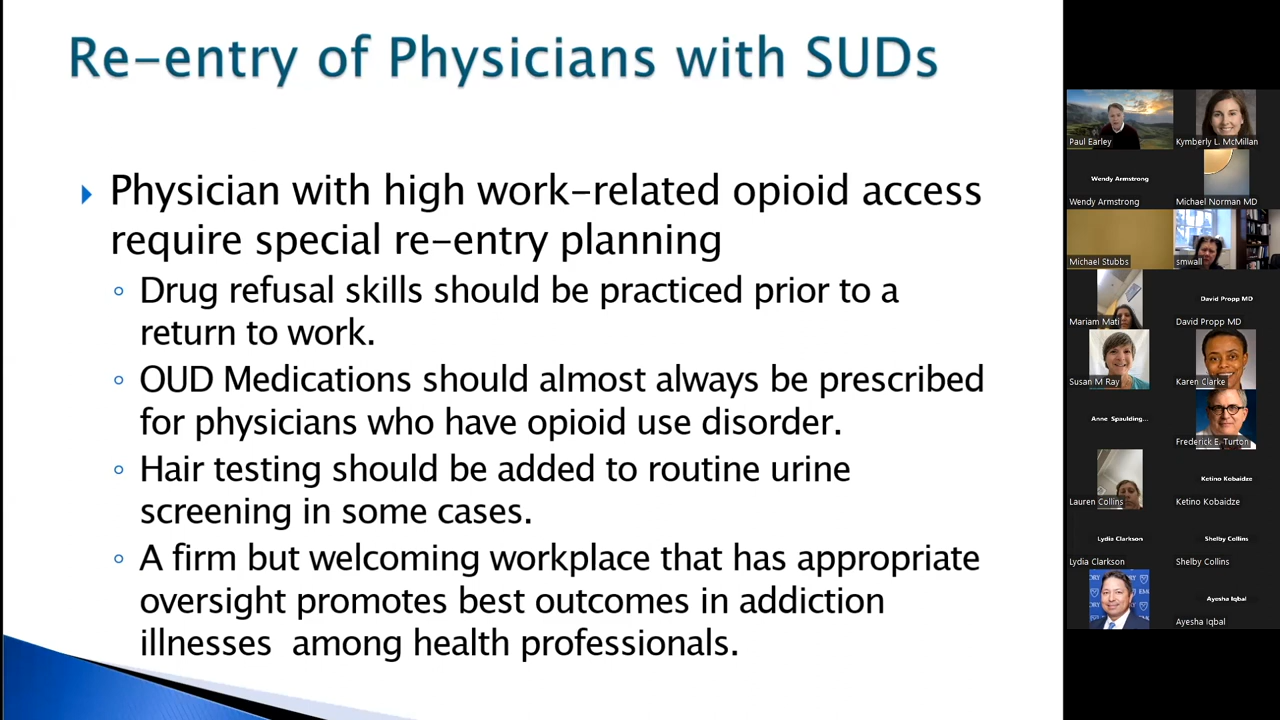 Re-entry of Physicians with SUDs
Physician with high work-related opioid access
require special re-entry planning
Drug refusal skills should be practiced prior to a
return to work.
OUD Medications should almost always be prescribed
for physicians who have opioid use disorder.
Hair testing should be added to routine urine
screening in some cases.
A firm but welcoming workplace that has appropriate
oversight promotes best outcomes in addiction
illnesses among health professionals.
Paul Earley
Kymberly L. McMillan
Wendy Armstrong
Wendy Armstrong
Michael Norman MD
Michael Stubbs
smwall
David Propp MD
Mariam Mati
David Propp MD
Susan M Ray
Karen Clarke
Anne Spaulding...
Frederick E. Turton
Ketino Kobaidze
Lauren Collins
Ketino Kobaidze
Lydia Clarkson
Shelby Collins
Lydia Clarkson
Shelby Collins
Ayesha Iqbal
Ayesha Iqbal